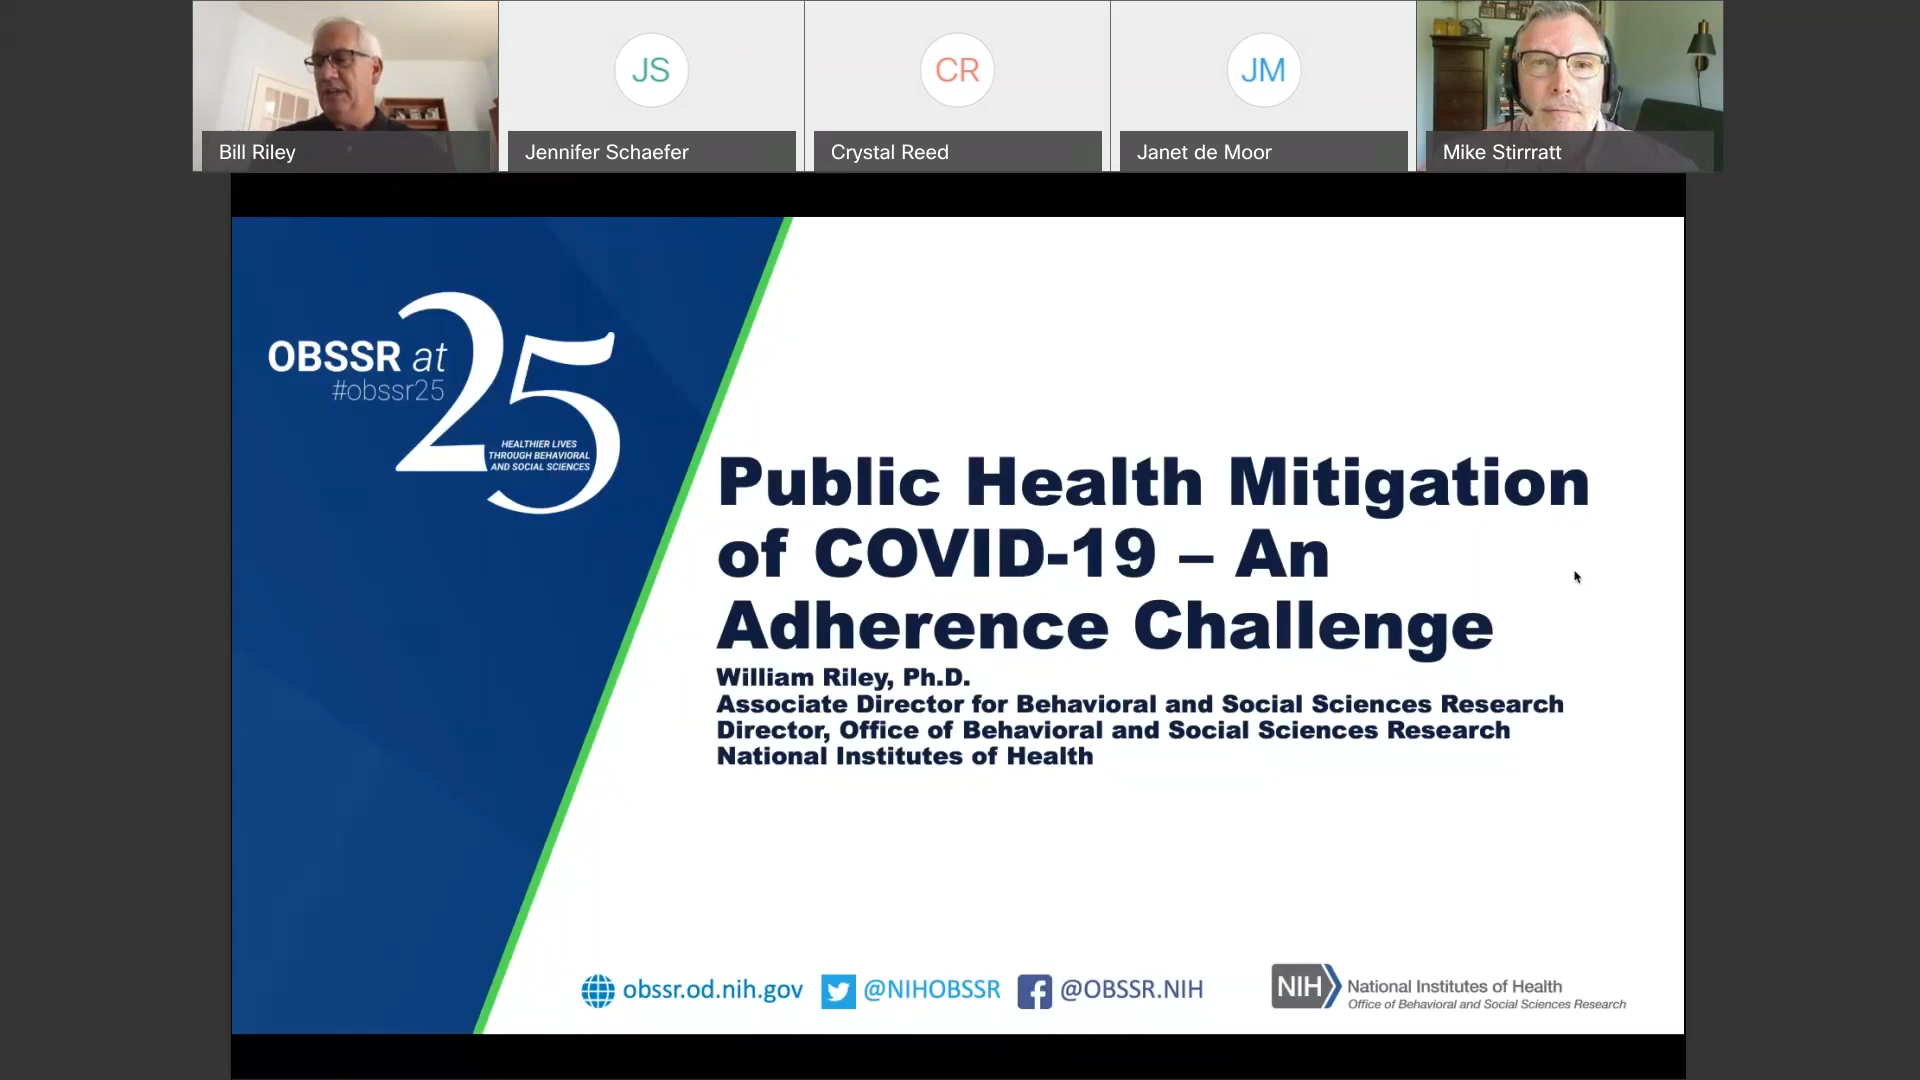 JS
CR
JM
Bill Riley
Jennifer Schaefer
Crystal Reed
Janet de Moor
Mike Stirrratt
OBSSR at 25
#obssr25
HEALTHIER LIVES
THROUGH BEHAVIORAL
AND SOCIAL SCIENCES
Public Health Mitigation
of COVID-19 – An
Adherence Challenge
William Riley, Ph.D.
Associate Director for Behavioral and Social Sciences Research
Director, Office of Behavioral and Social Sciences Research
National Institutes of Health
obssr.od.nih.gov @NIHOBSSR @OBSSR.NIH
NIH National Institutes of Health
Office of Behavioral and Social Sciences Research